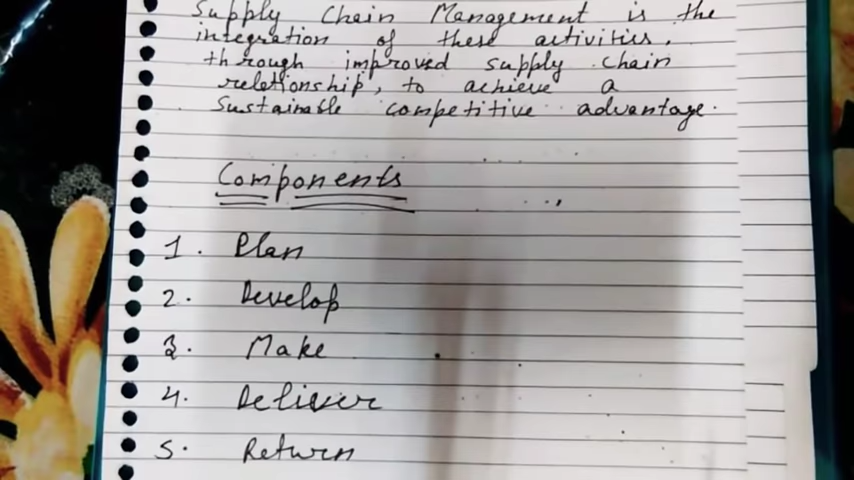 Supply Chain Management is the
integration of these activities,
through improved supply chain
relationship, to achieve a
sustainable competitive advantage.
Components
1. Plan
2. Develop
3. Make
4. Deliver
5. Return